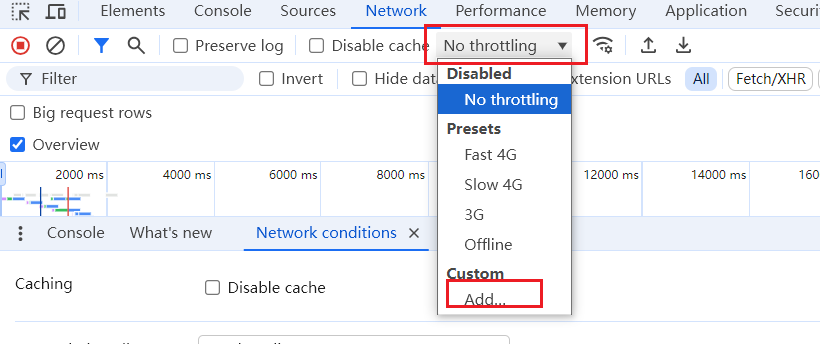 Elements Console Sources Network Performance Memory Application Securi
Preserve log Disable cache No throttling
Filter Invert Hide dat xtension URLs All Fetch/XHR
Disabled
No throttling
Big request rows
Presets
Overview
Fast 4G
2000 ms 4000 ms 6000 ms 8000 ms 12000 ms 14000 ms 160
Slow 4G
3G
Console What's new Network conditions ×
Offline
Custom
Caching Disable cache
Add...